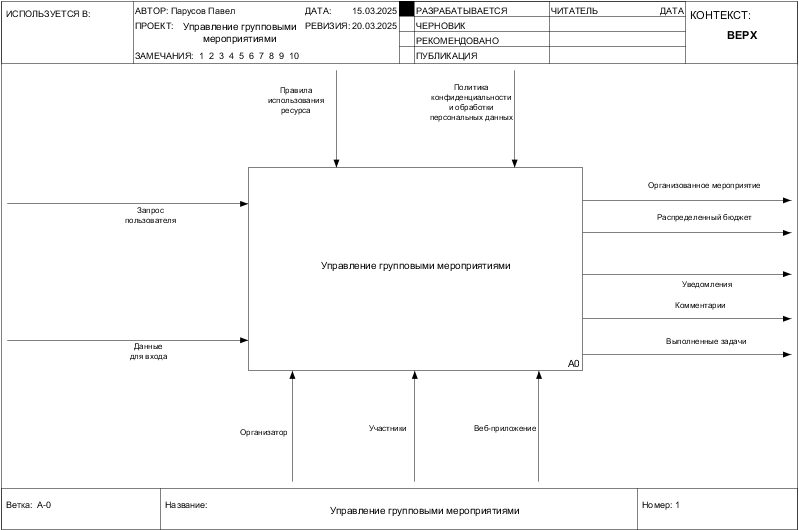 ИСПОЛЬЗУЕТСЯ В:
АВТОР: Парусов Павел
ДАТА: 15.03.2025
ПРОЕКТ: Управление групповыми
мероприятиями
РЕВИЗИЯ: 20.03.2025
ЗАМЕЧАНИЯ: 1 2 3 4 5 6 7 8 9 10
РАЗРАБАТЫВАЕТСЯ
ЧЕРНОВИК
РЕКОМЕНДОВАНО
ПУБЛИКАЦИЯ
ЧИТАТЕЛЬ
ДАТА
КОНТЕКСТ:
ВЕРХ
Правила
использования
ресурса
Политика
конфиденциальности
и обработки
персональных данных
Запрос
пользователя
Данные
для входа
Управление групповыми мероприятиями
A0
Организованное мероприятие
Распределенный бюджет
Уведомления
Комментарии
Выполненные задачи
Организатор
Участники
Веб-приложение
Ветка: A-0
Название:
Управление групповыми мероприятиями
Номер: 1